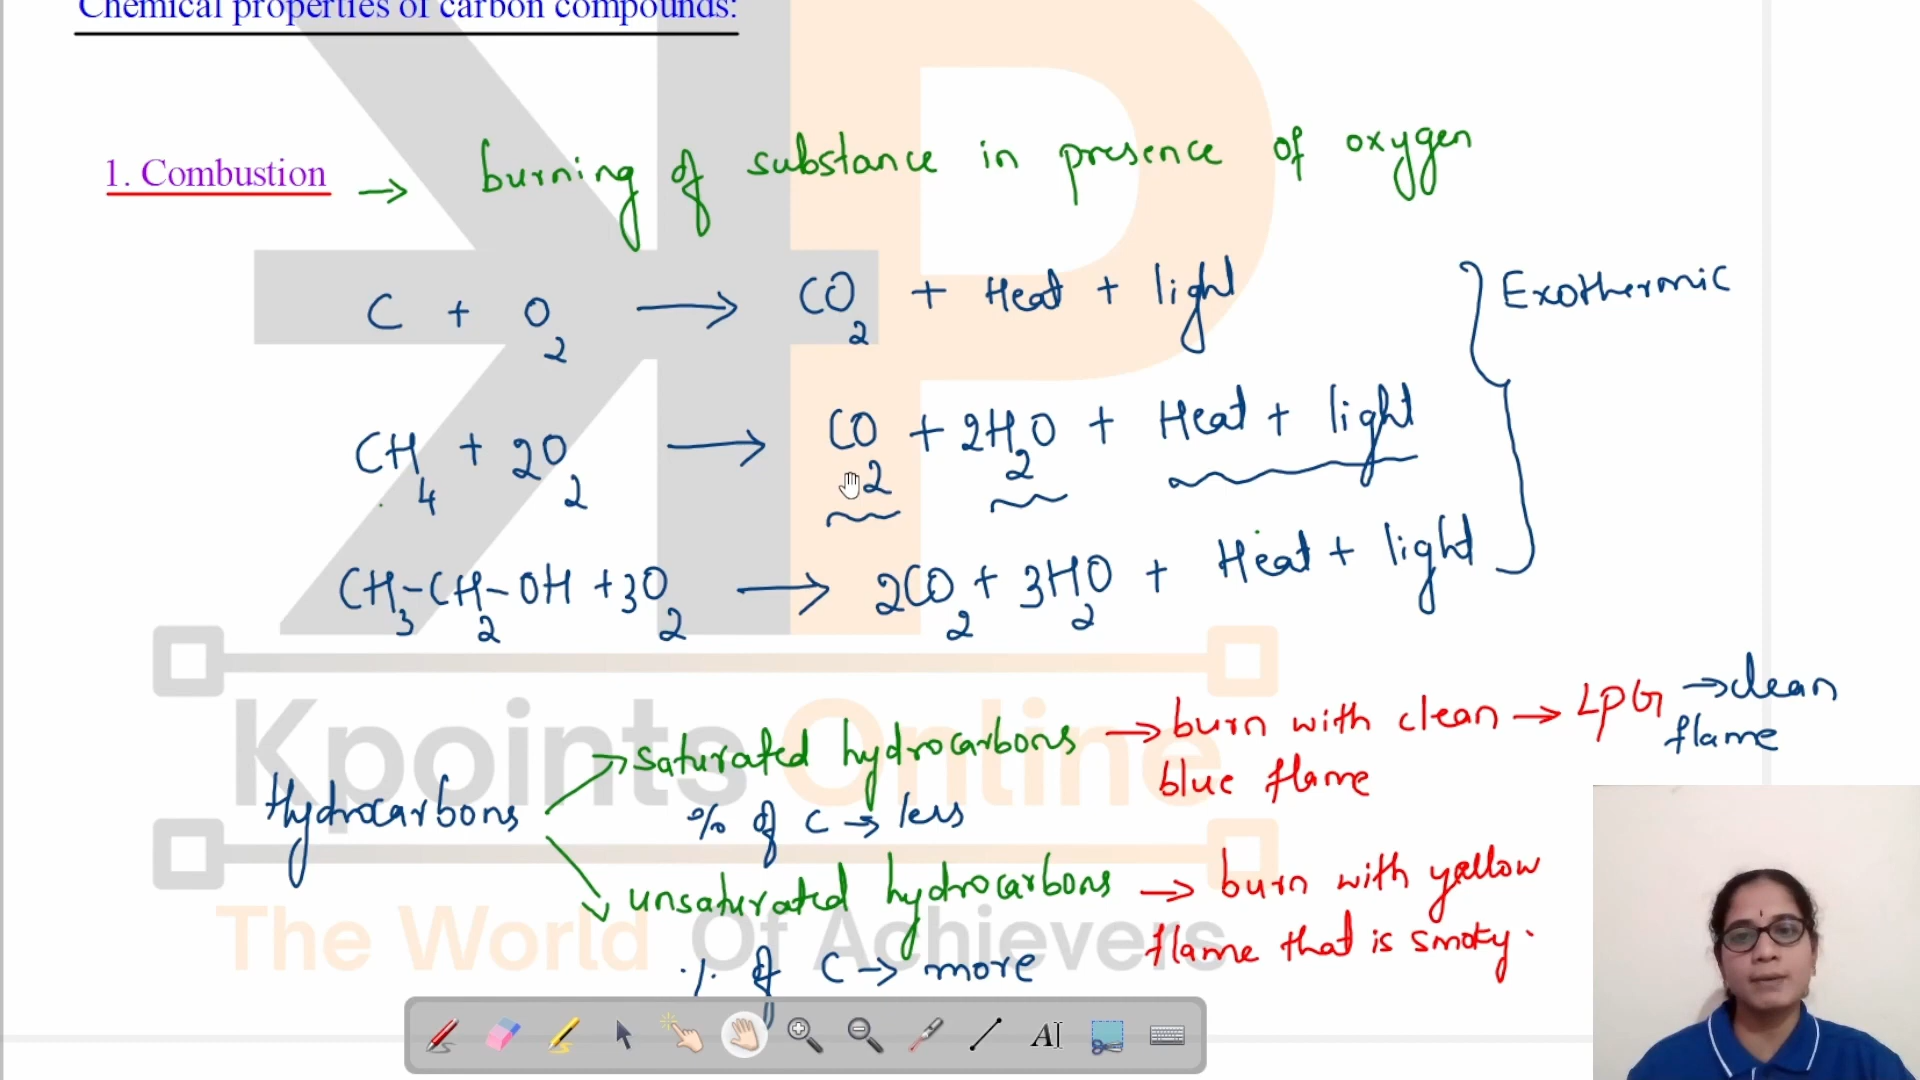 Chemical properties of carbon compounds:
1. Combustion → burning of substance in presence of oxygen
C + O2 → CO2 + Heat + light
Exothermic
CH4 + 2O2 → CO2 + 2H2O + Heat + light
CH3-CH2-OH + 3O2 → 2CO2 + 3H2O + Heat + light
Kpoints Online
The World Of Achievers
Hydrocarbons
→ saturated hydrocarbons → burn with clean → LPG → clean
blue flame
flame
% of C → less
→ unsaturated hydrocarbons → burn with yellow
flame that is smoky.
% of C → more
AI